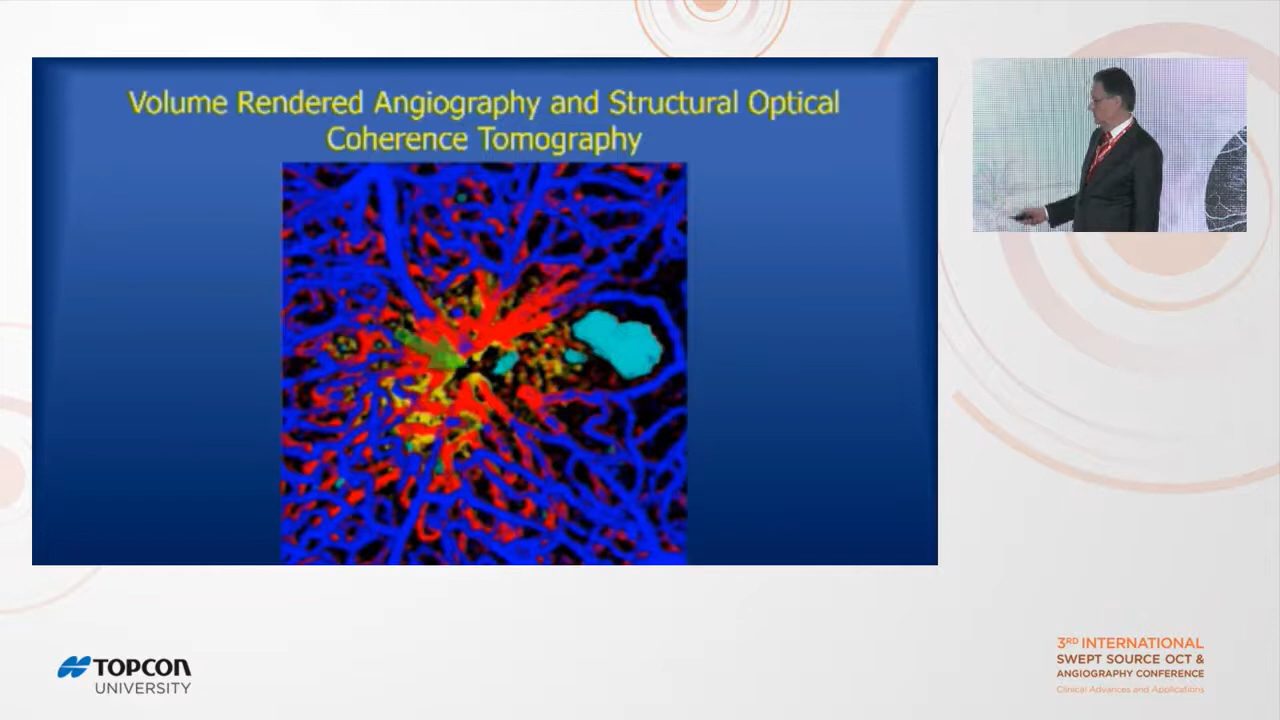 Volume Rendered Angiography and Structural Optical
Coherence Tomography
TOPCON
UNIVERSITY
3RD INTERNATIONAL
SWEPT SOURCE OCT &
ANGIOGRAPHY CONFERENCE
Clinical Advances and Applications